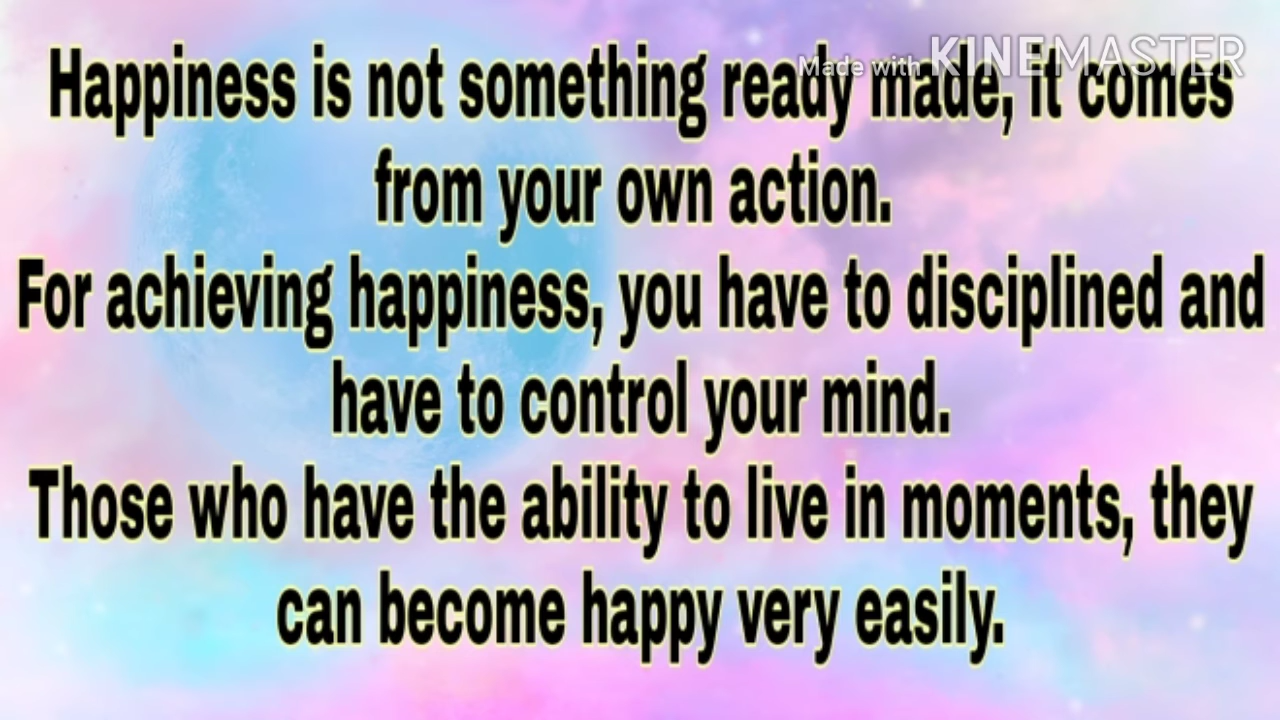 Made with KINEMASTER
Happiness is not something ready made, it comes
from your own action.
For achieving happiness, you have to disciplined and
have to control your mind.
Those who have the ability to live in moments, they
can become happy very easily.